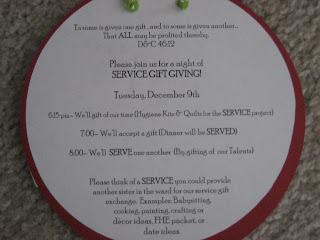 To some is given one gift, and to some is given another...
That ALL may be profited thereby.
D&C 46:12
Please join us for a night of
SERVICE GIFT GIVING!
Tuesday, December 9th
6:15 pm- We'll gift of our time (Hygiene Kits & Quilts for the SERVICE project)
7:00- We'll accept a gift (Dinner will be SERVED)
8:00- We'll SERVE one another (By gifting of our Talents)
Please think of a SERVICE you could provide
another sister in the ward for our service gift
exchange. Examples: Babysitting,
cooking, painting, crafting or
décor ideas, FHE packet, or
date ideas.